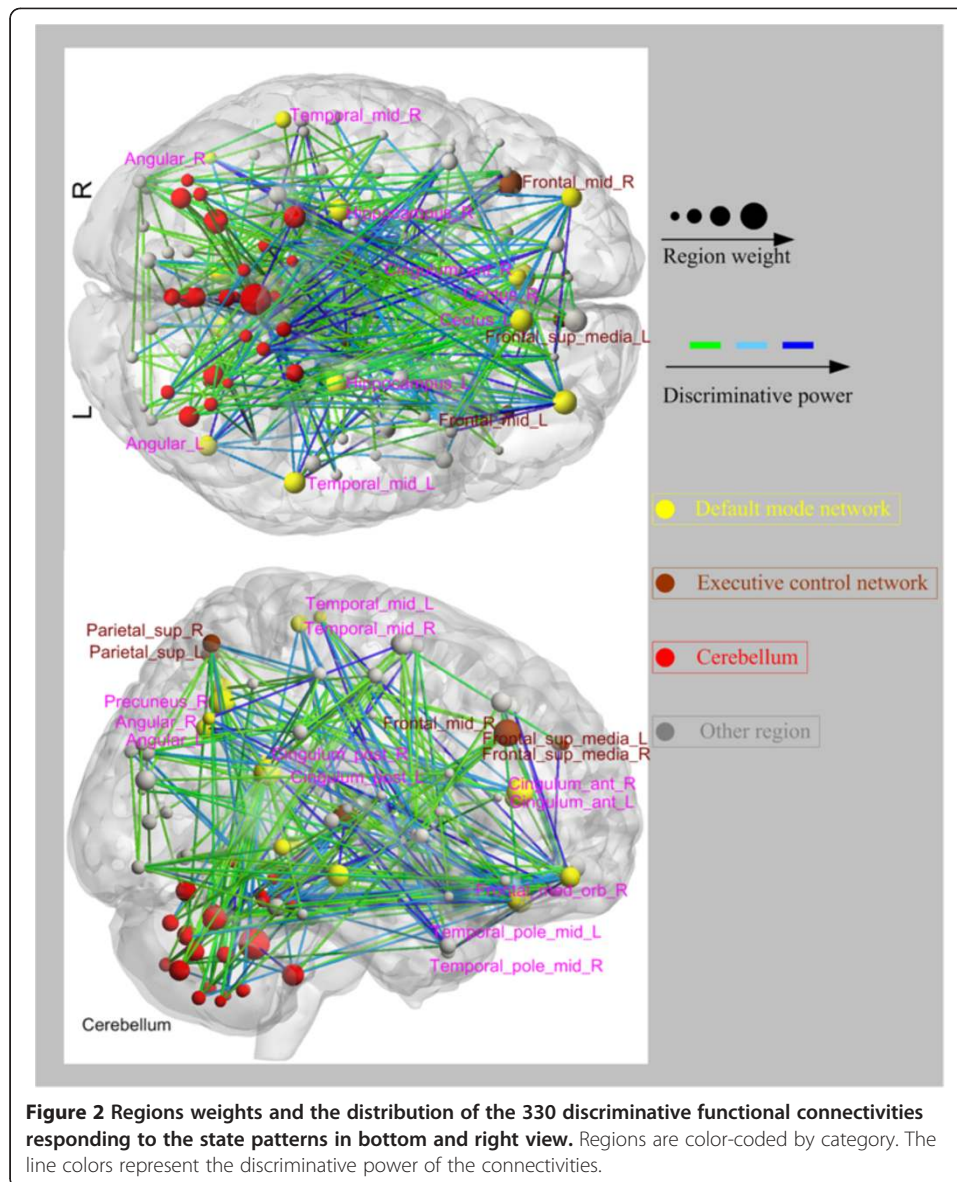 Temporal_mid_R
Angular_R
R
Frontal_mid_R
Hippocampus_R
Cingulum_ant_R
Frontal_sup_media_L
Hippocampus_L
L
Frontal_mid_L
Angular_L
Temporal_mid_L
Region weight
Discriminative power
Default mode network
Executive control network
Cerebellum
Other region
Temporal_mid_L
Parietal_sup_R
Temporal_mid_R
Parietal_sup_L
Precuneus_R
Angular_R
Frontal_mid_R
Angular_L
Frontal_sup_media_L
Cingulum_post_R
Frontal_sup_media_R
Cingulum_post_L
Cingulum_ant_R
Cingulum_ant_L
Frontal_med_orb_R
Temporal_pole_mid_L
Temporal_pole_mid_R
Cerebellum
Figure 2 Regions weights and the distribution of the 330 discriminative functional connectivities
responding to the state patterns in bottom and right view. Regions are color-coded by category. The
line colors represent the discriminative power of the connectivities.